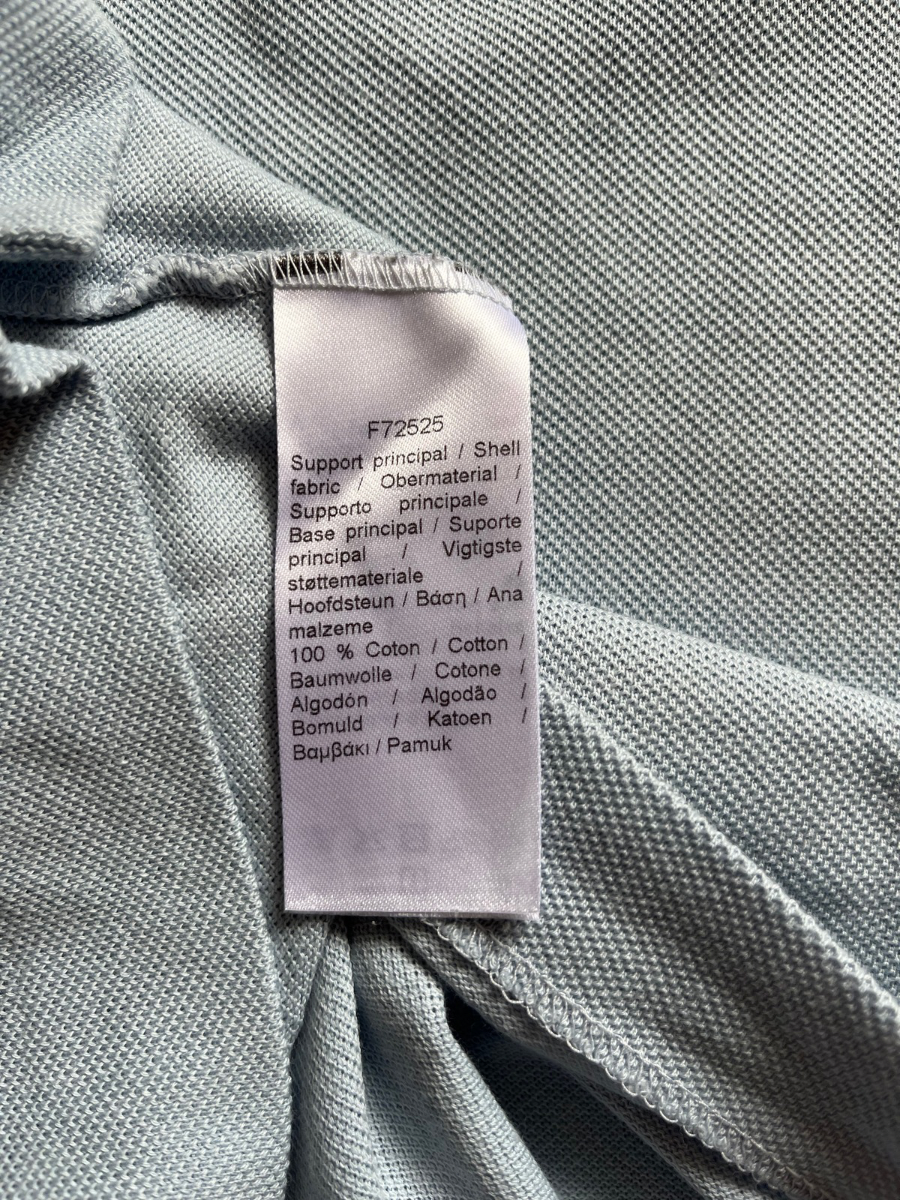 F72525
Support principal / Shell
fabric / Obermaterial /
Supporto principale /
Base principal / Suporte
principal / Vigtigste
støttemateriale /
Hoofdsteun / Βάση / Ana
malzeme
100 % Coton / Cotton /
Baumwolle / Cotone /
Algodón / Algodão /
Bomuld / Katoen /
Βαμβάκι / Pamuk